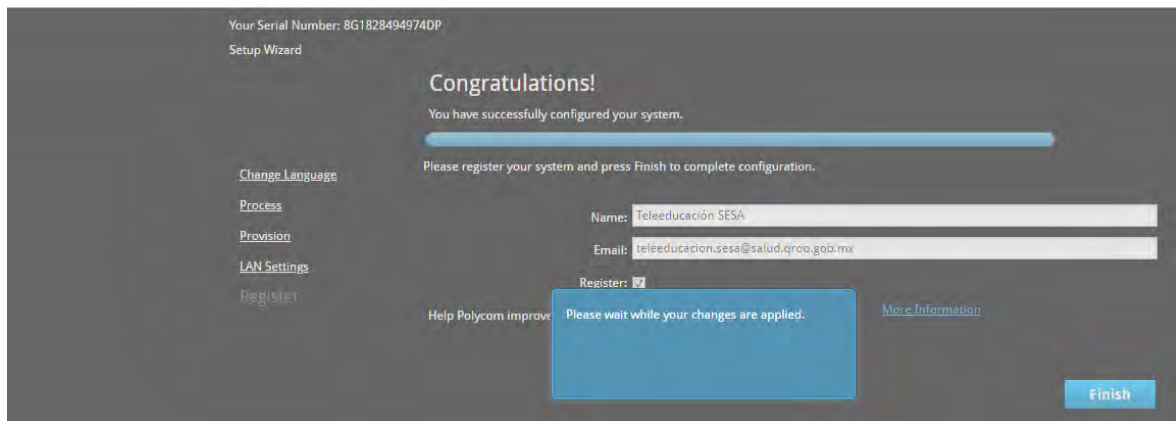 Your Serial Number: 8G1828494974DP
Setup Wizard
Congratulations!
You have successfully configured your system.
Please register your system and press Finish to complete configuration.
Change Language
Process
Provision
LAN Settings
Register
Name: Teleeducación SESA
Email: teleeducacion.sesa@salud.qroo.gob.mx
Register:
Help Polycom improve
Please wait while your changes are applied.
More Information
Finish